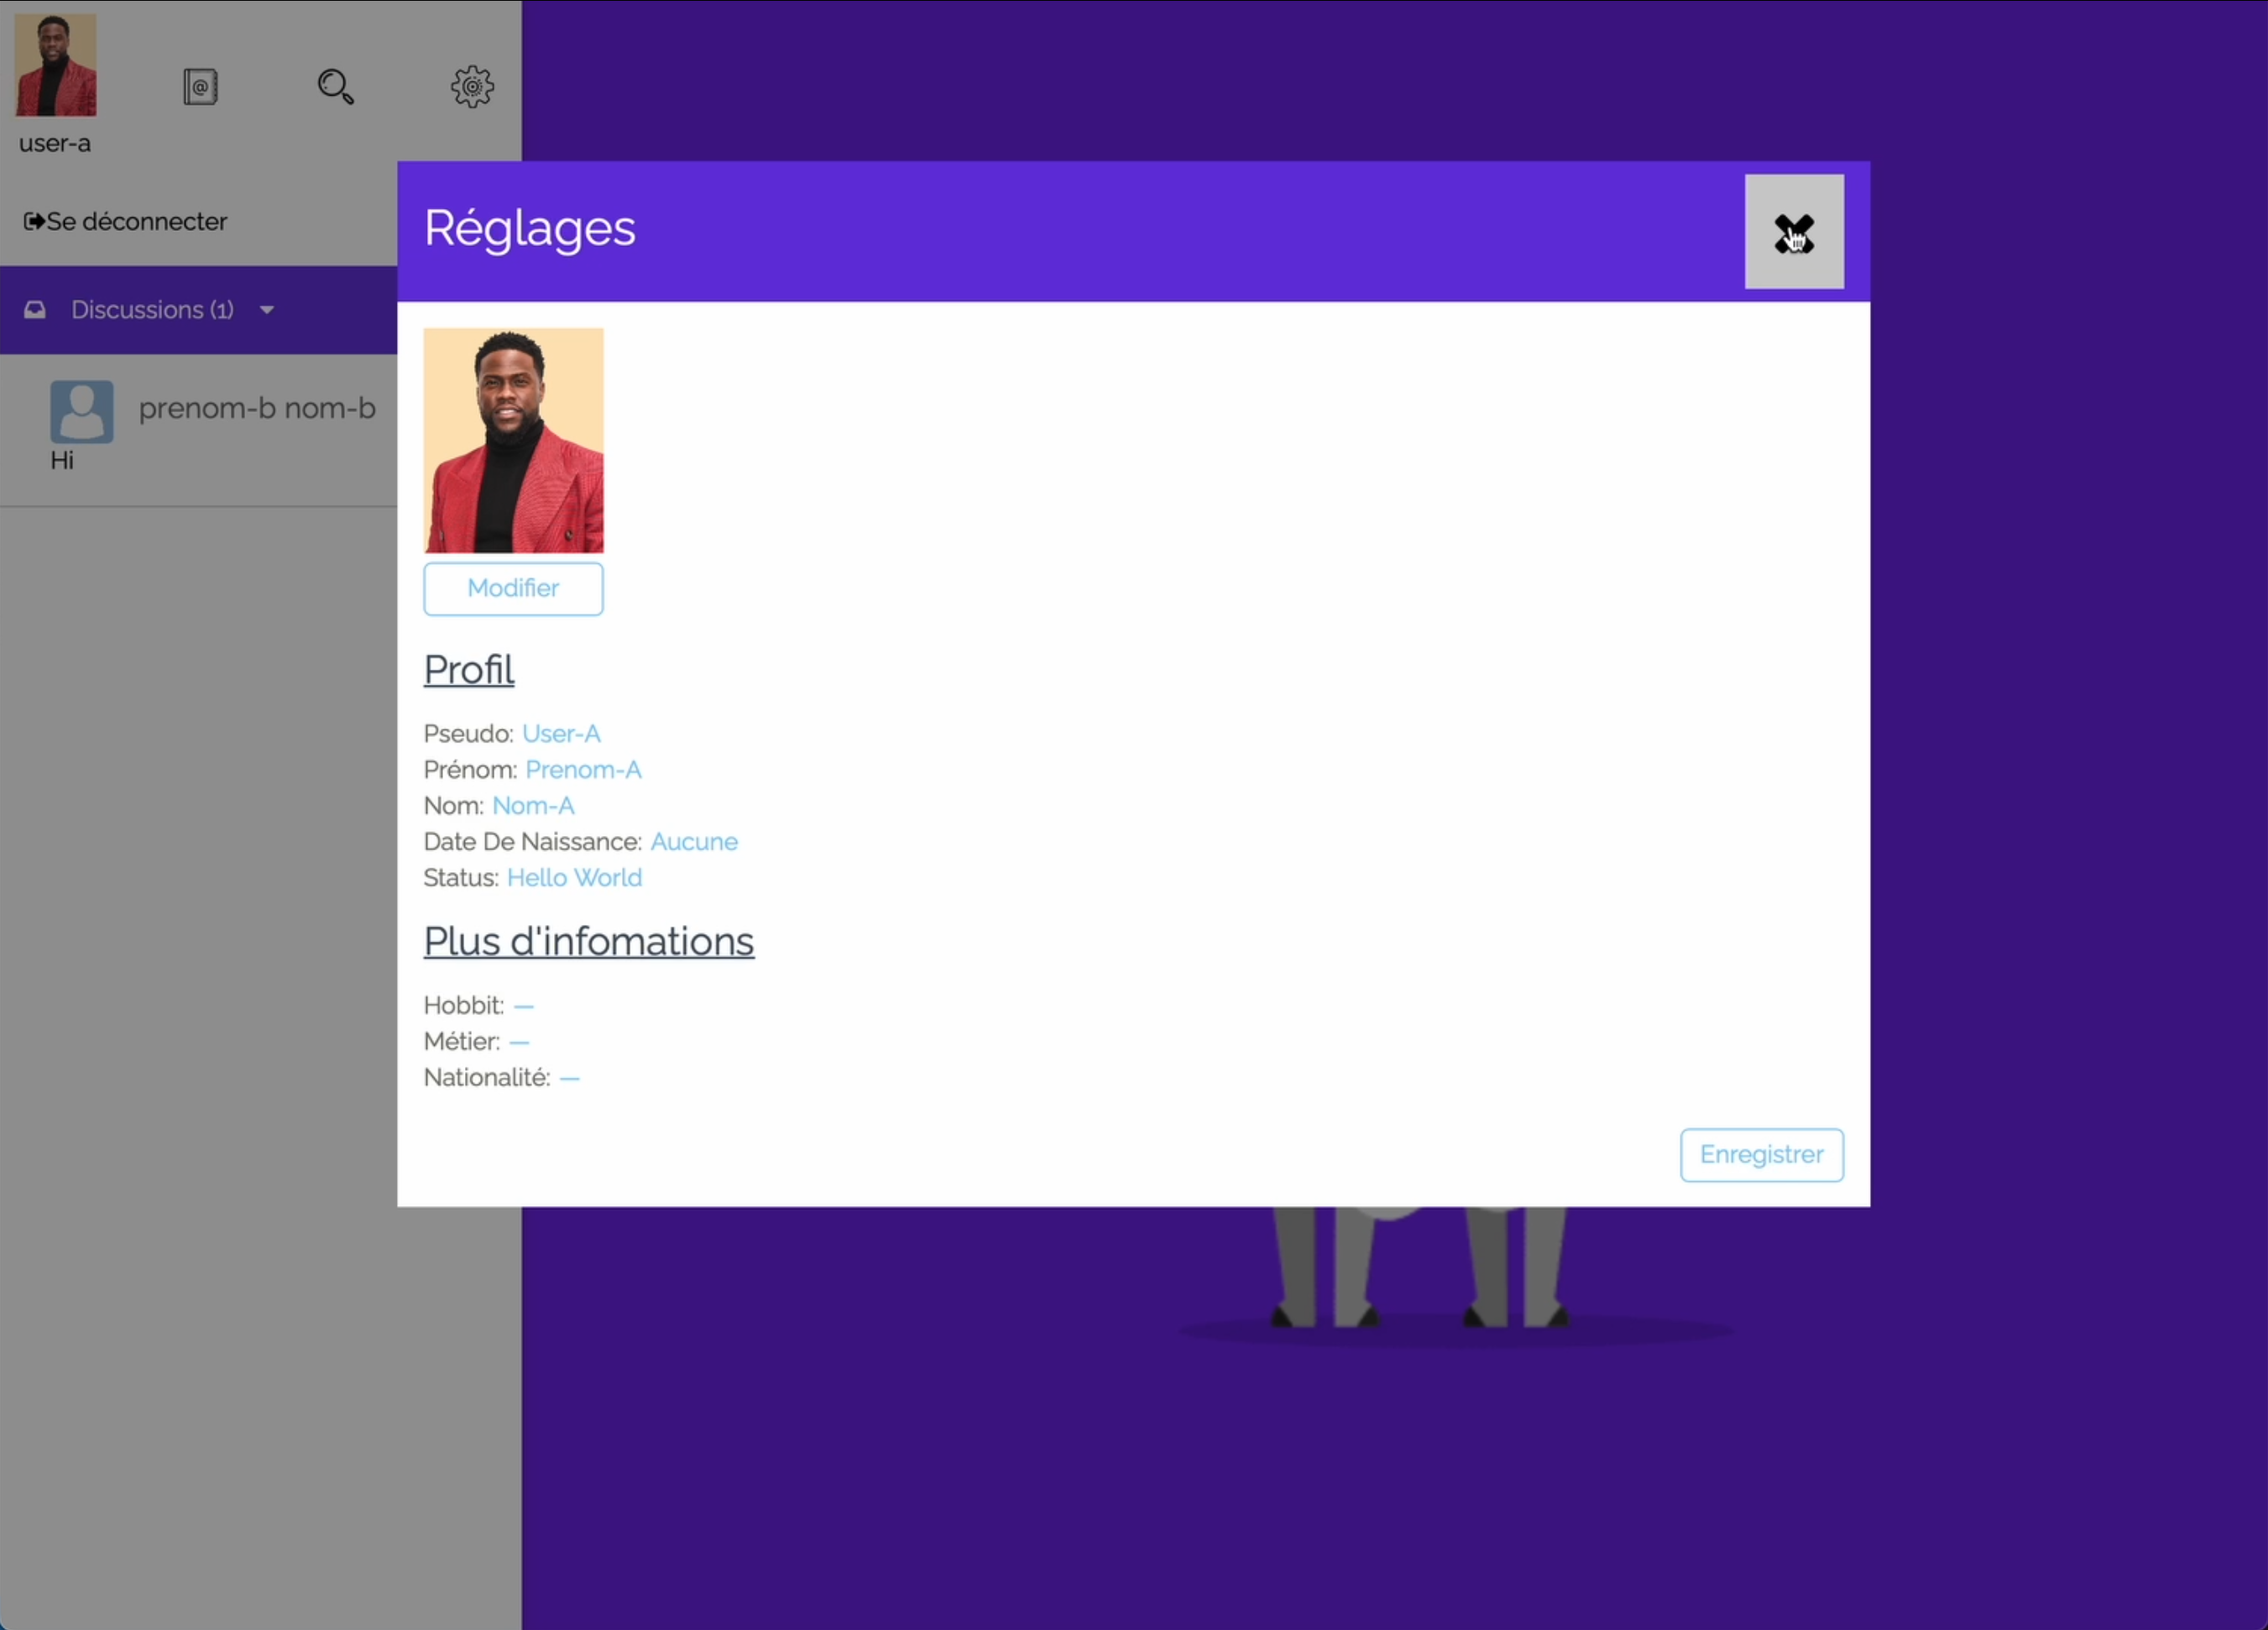 user-a
Se déconnecter
Discussions (1)
prenom-b nom-b
Hi
Réglages
Modifier
Profil
Pseudo: User-A
Prénom: Prenom-A
Nom: Nom-A
Date De Naissance: Aucune
Status: Hello World
Plus d'infomations
Hobbit: —
Métier: —
Nationalité: —
Enregistrer